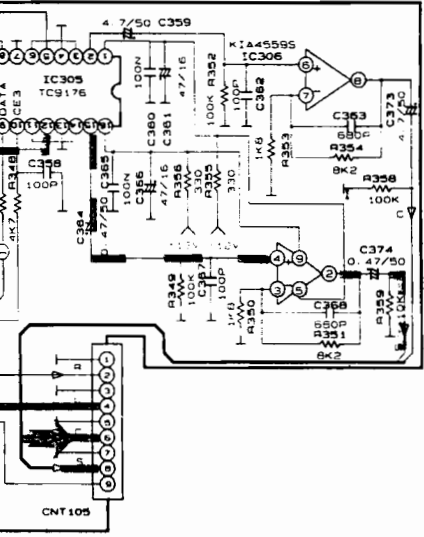 4.7/50 C359
KIA4559S
IC306
IC305
TC9176
DATA
CE3
100N
C360
47/16
C361
R352
100K
100P
C362
6
+
7
-
8
1K8
R353
C363
680P
R354
8K2
C373
4.7/50
R358
100K
C
R348
4K7
C358
100P
C364
0.47/50
C365
100N
C366
47/16
R356
330
R355
330
R349
100K
C367
100P
4
9
3
5
2
1K8
R350
C374
0.47/50
C368
680P
R351
8K2
R359
10K
R
1
2
3
4
5
6
7
8
9
S
CNT105